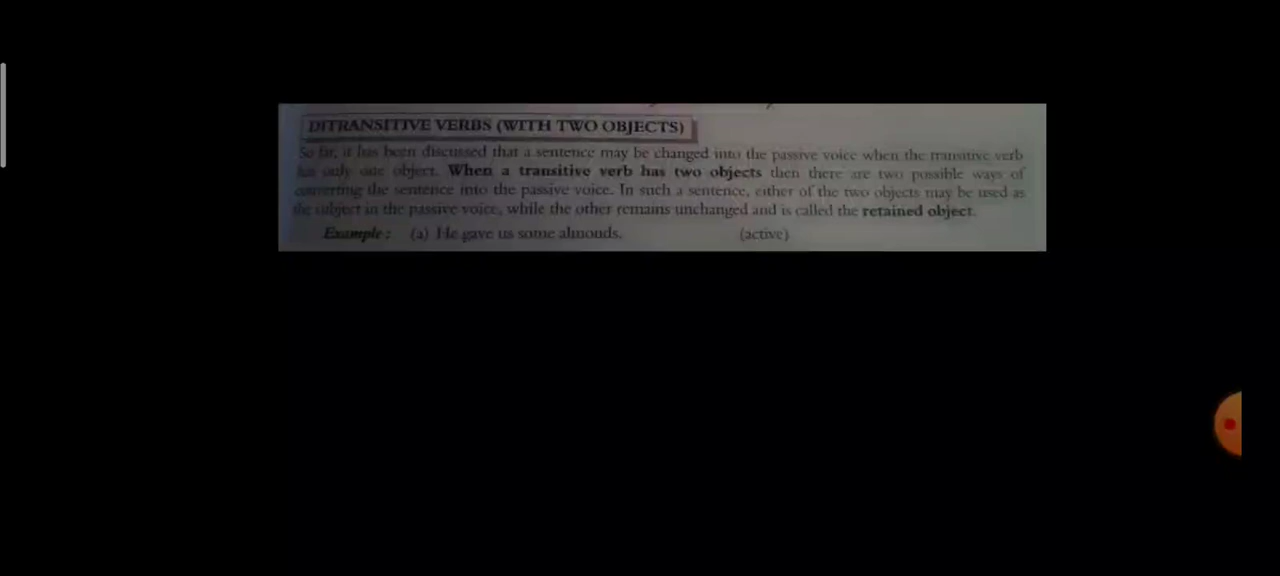 DITRANSITIVE VERBS (WITH TWO OBJECTS)
So far, it has been discussed that a sentence may be changed into the passive voice when the transitive verb
has only one object. When a transitive verb has two objects then there are two possible ways of
converting the sentence into the passive voice. In such a sentence, either of the two objects may be used as
the subject in the passive voice, while the other remains unchanged and is called the retained object.
Example : (a) He gave us some almonds. (active)